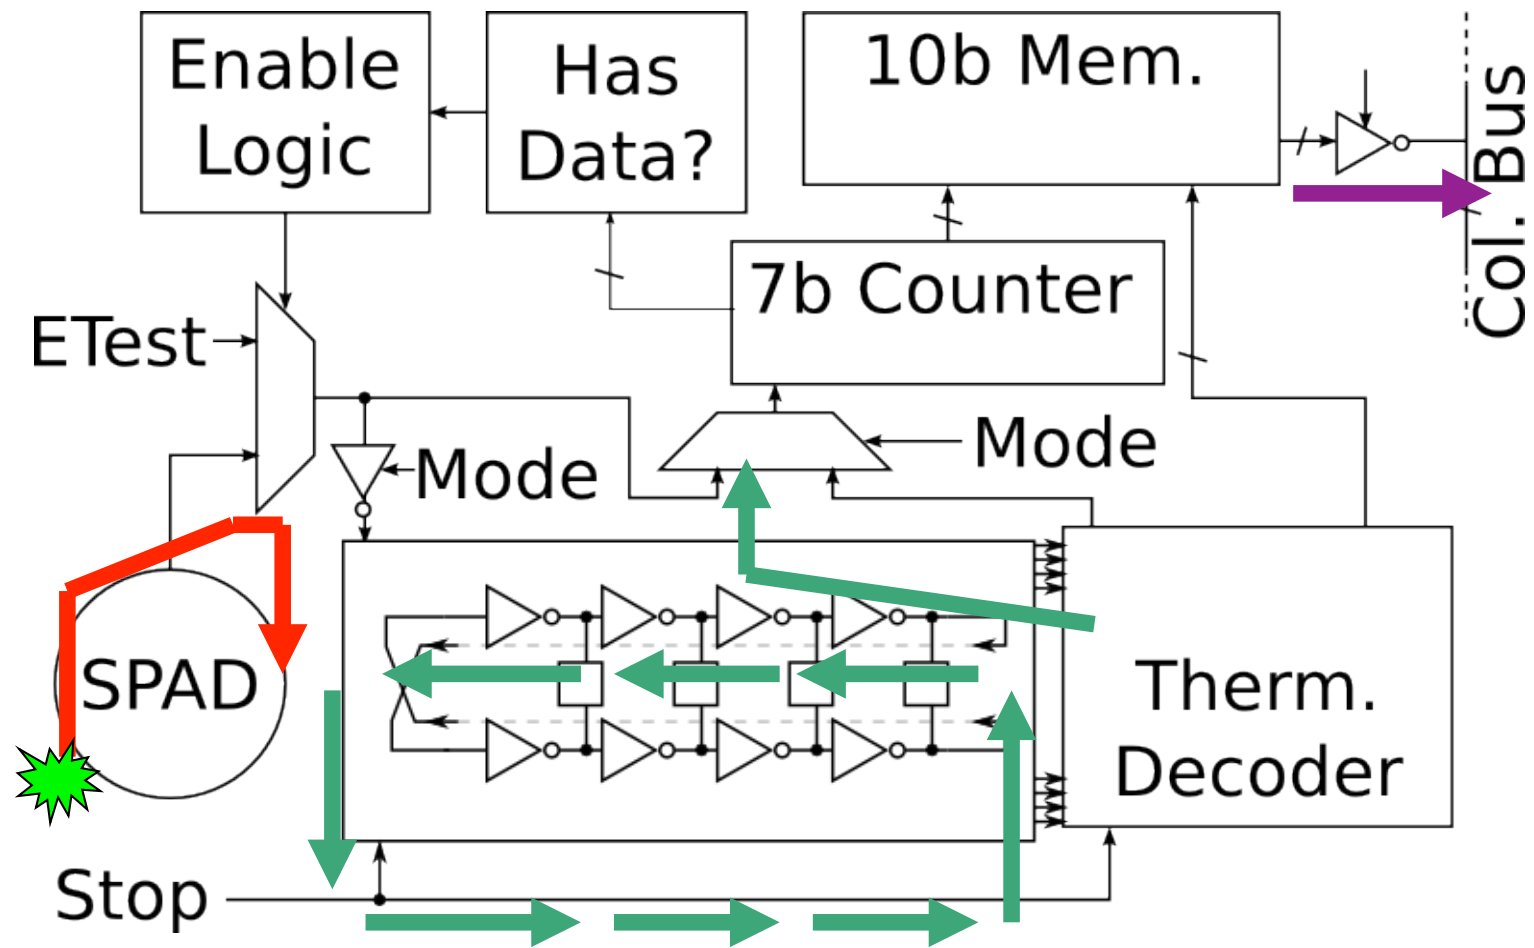 Enable
Logic
Has
Data?
10b Mem.
Col. Bus
7b Counter
ETest
Mode
Mode
SPAD
Therm.
Decoder
Stop